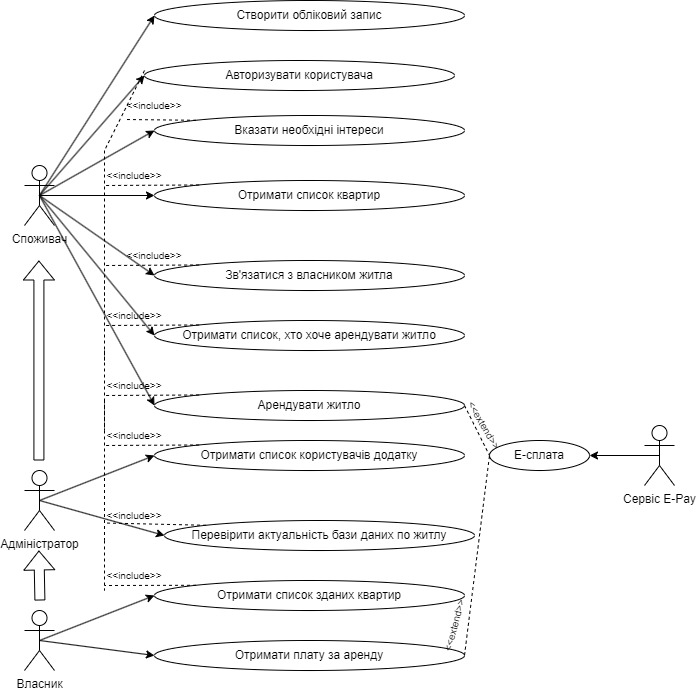 Створити обліковий запис
Авторизувати користувача
<<include>>
Вказати необхідні інтереси
<<include>>
Отримати список квартир
Споживач
<<include>>
Зв'язатися з власником житла
<<include>>
Отримати список, хто хоче арендувати житло
<<include>>
Арендувати житло
<<extend>>
<<include>>
Отримати список користувачів додатку
Е-сплата
Сервіс E-Pay
<<include>>
Перевірити актуальність бази даних по житлу
Адміністратор
<<include>>
Отримати список зданих квартир
<<extend>>
Отримати плату за аренду
Власник